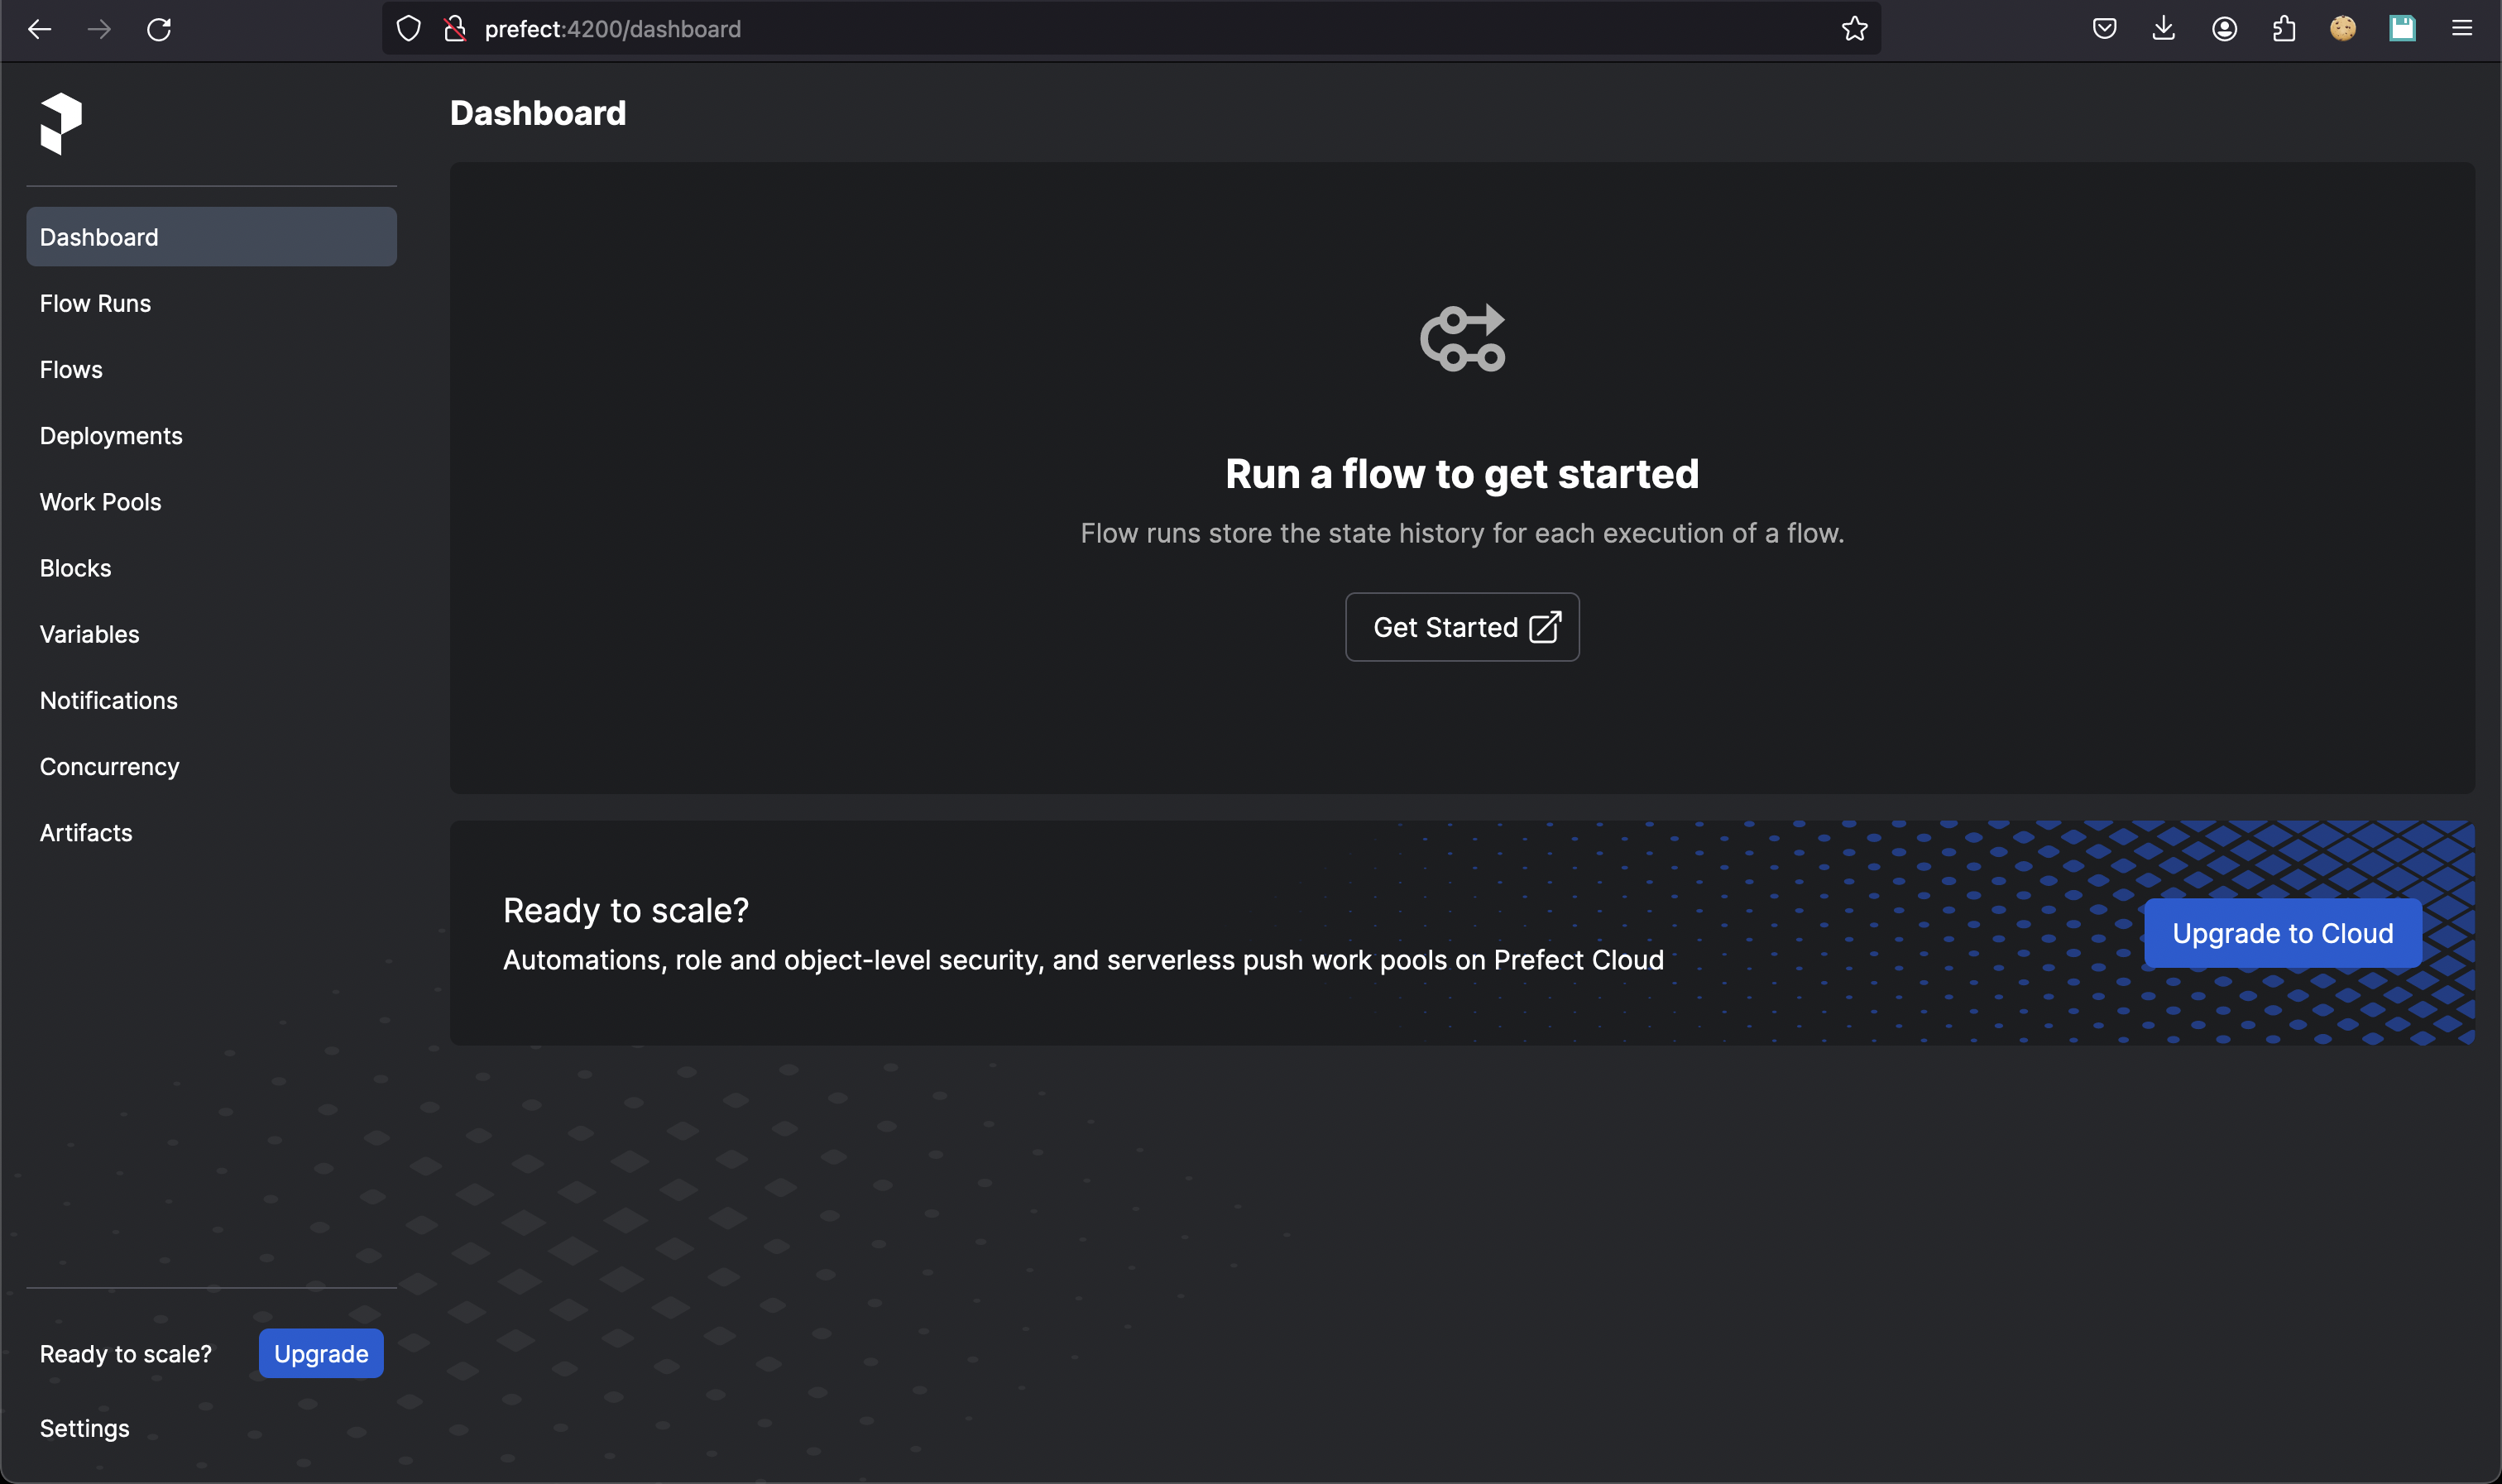 prefect:4200/dashboard
Dashboard
Flow Runs
Flows
Deployments
Work Pools
Blocks
Variables
Notifications
Concurrency
Artifacts
Ready to scale? Upgrade
Settings
Dashboard
Run a flow to get started
Flow runs store the state history for each execution of a flow.
Get Started
Ready to scale?
Automations, role and object-level security, and serverless push work pools on Prefect Cloud
Upgrade to Cloud